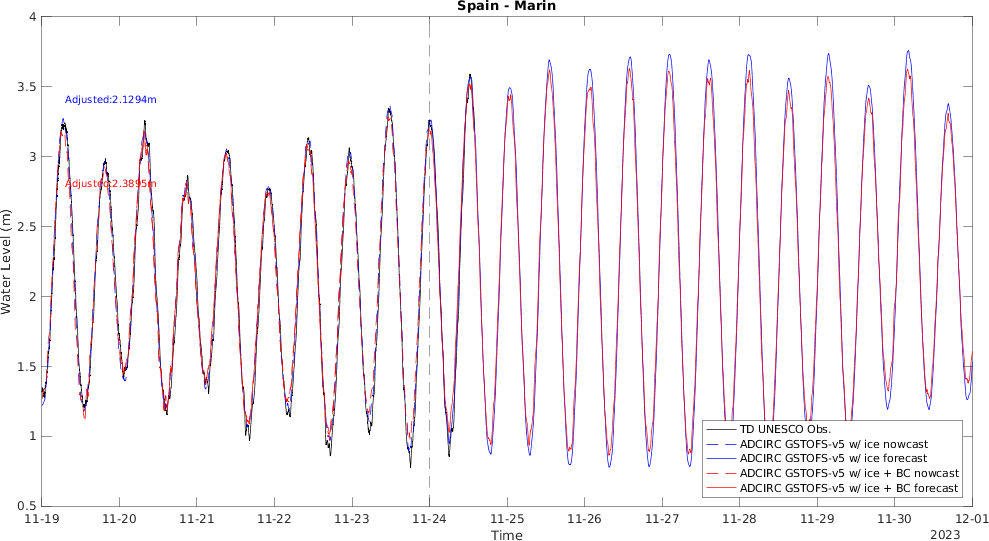 Spain - Marin
4
3.5
3
2.5
2
1.5
1
0.5
Water Level (m)
Adjusted:2.1294m
Adjusted:2.3895m
TD UNESCO Obs.
ADCIRC GSTOFS-v5 w/ ice nowcast
ADCIRC GSTOFS-v5 w/ ice forecast
ADCIRC GSTOFS-v5 w/ ice + BC nowcast
ADCIRC GSTOFS-v5 w/ ice + BC forecast
11-19 11-20 11-21 11-22 11-23 11-24 11-25 11-26 11-27 11-28 11-29 11-30 12-01
Time
2023